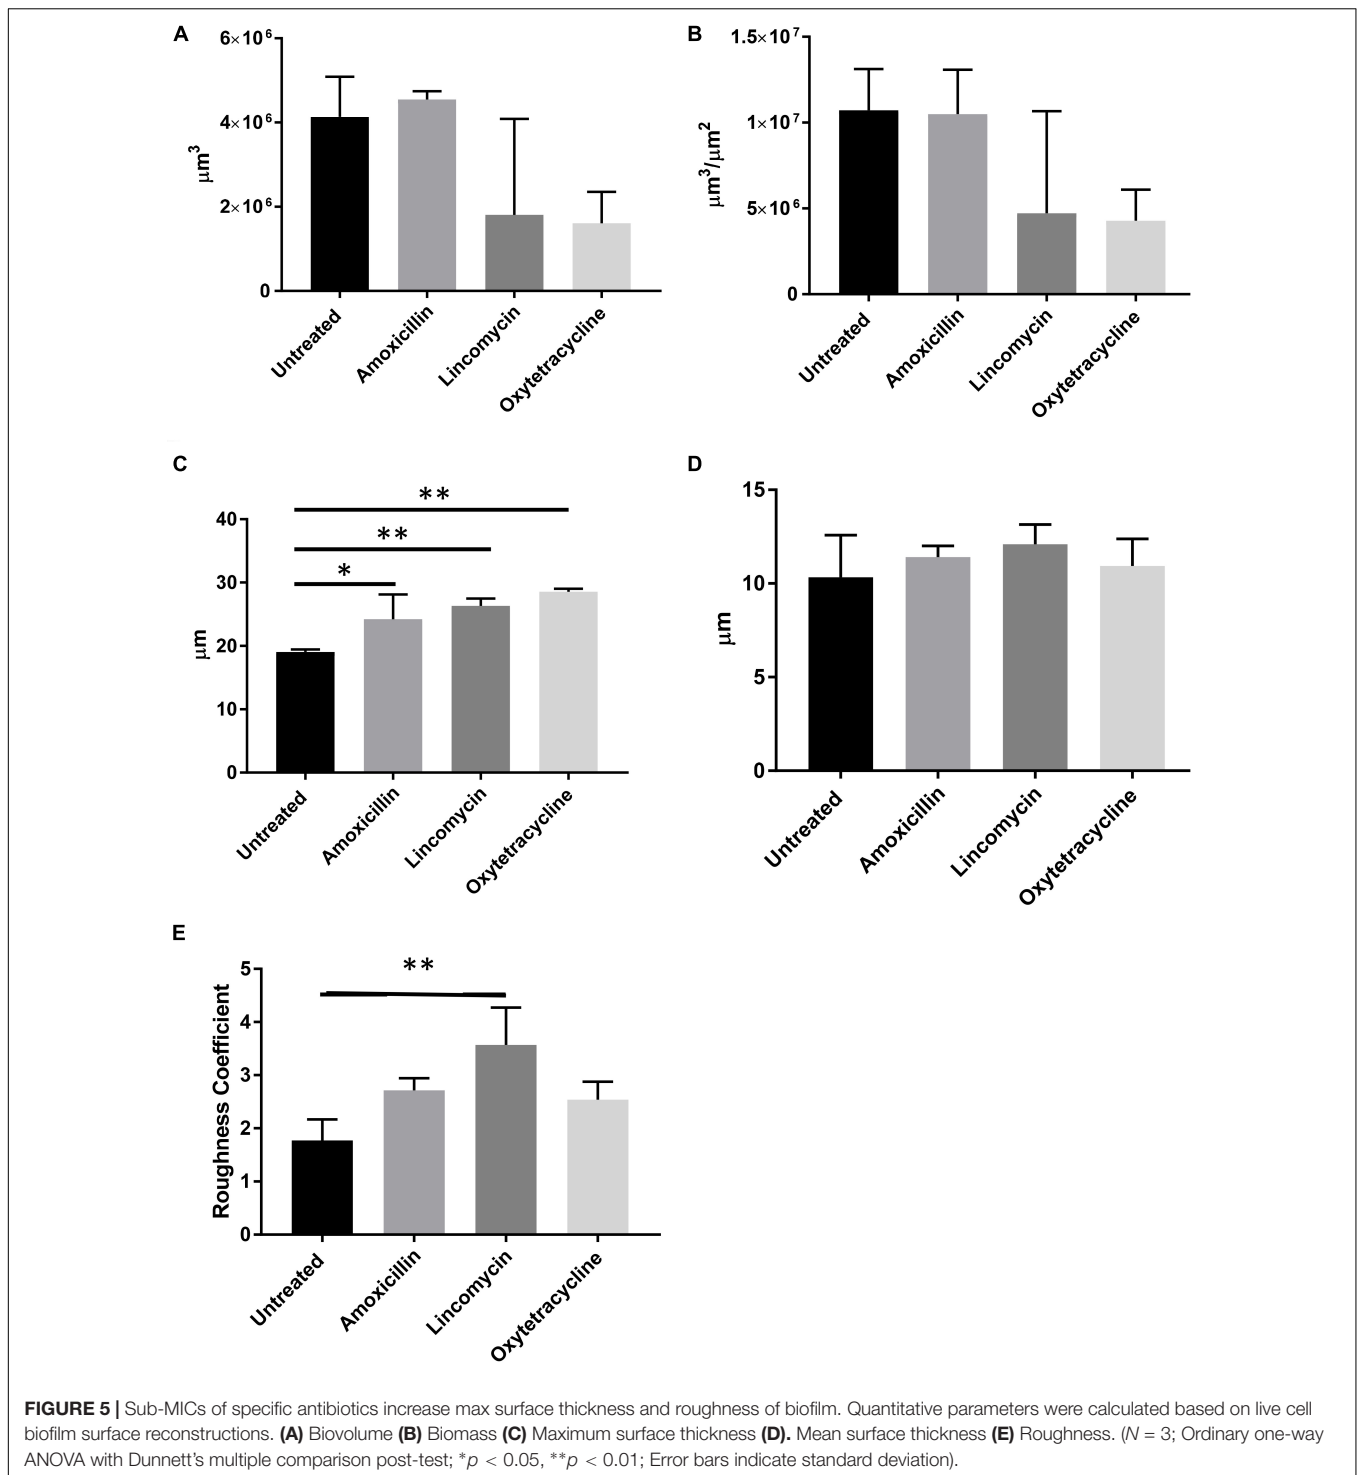 A
6×10⁶
4×10⁶
2×10⁶
0
μm³
Untreated
Amoxicillin
Lincomycin
Oxytetracycline
B
1.5×10⁷
1×10⁷
5×10⁶
0
μm³/μm²
Untreated
Amoxicillin
Lincomycin
Oxytetracycline
C
**
**
*
40
30
20
10
0
μm
Untreated
Amoxicillin
Lincomycin
Oxytetracycline
D
15
10
5
0
μm
Untreated
Amoxicillin
Lincomycin
Oxytetracycline
E
**
5
4
3
2
1
0
Roughness Coefficient
Untreated
Amoxicillin
Lincomycin
Oxytetracycline
FIGURE 5 | Sub-MICs of specific antibiotics increase max surface thickness and roughness of biofilm. Quantitative parameters were calculated based on live cell
biofilm surface reconstructions. (A) Biovolume (B) Biomass (C) Maximum surface thickness (D). Mean surface thickness (E) Roughness. (N = 3; Ordinary one-way
ANOVA with Dunnett's multiple comparison post-test; *p < 0.05, **p < 0.01; Error bars indicate standard deviation).